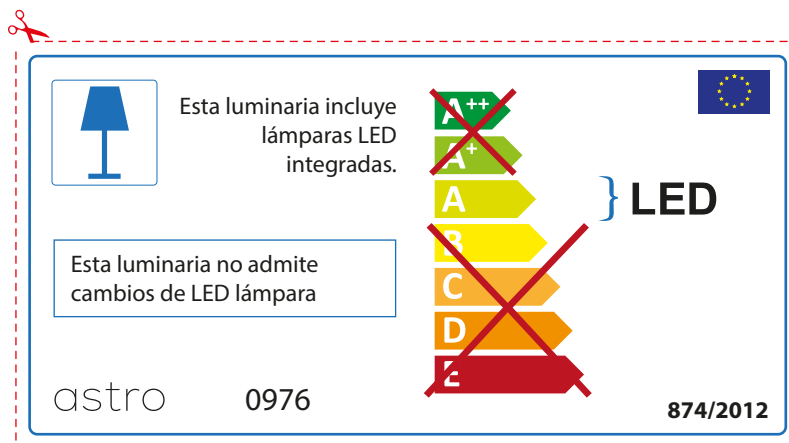 Esta luminaria incluye
lámparas LED
integradas.
Esta luminaria no admite
cambios de LED lámpara
astro 0976
A++
A+
A
B
C
D
E
LED
874/2012